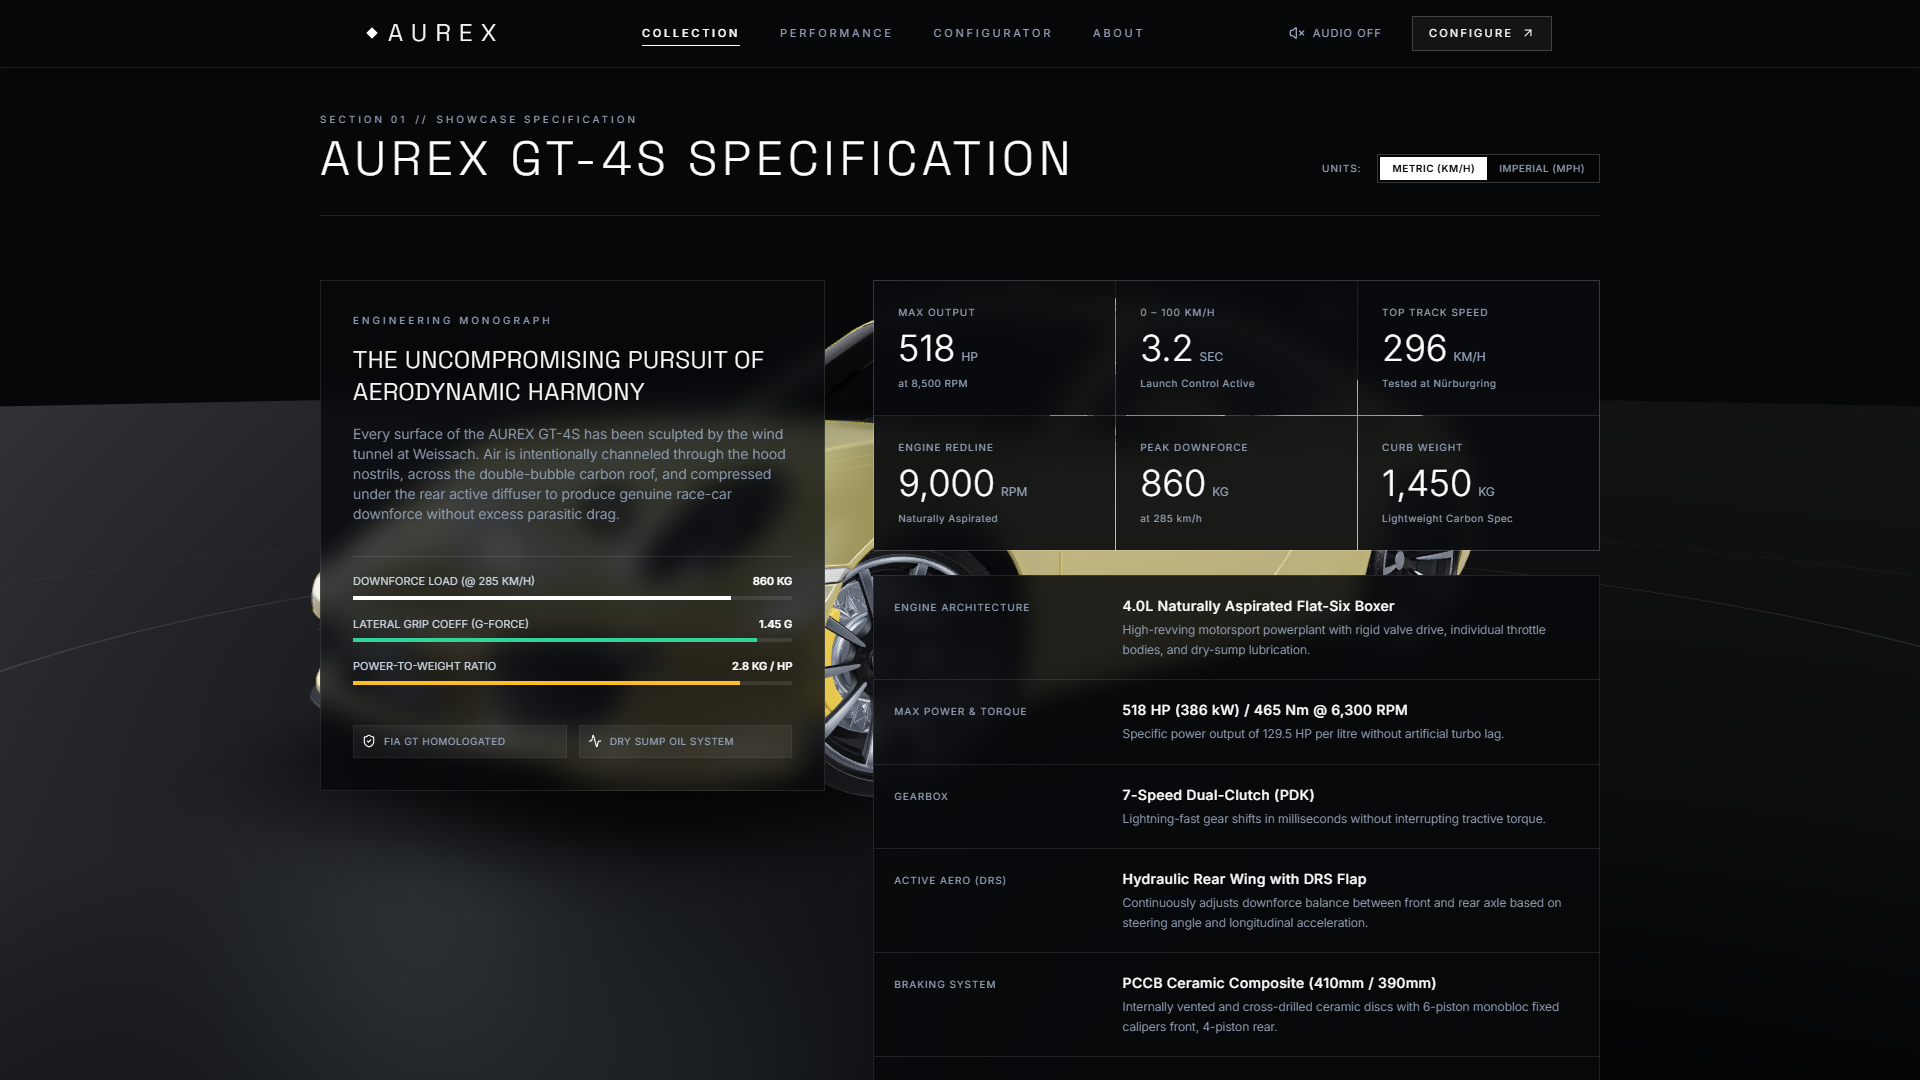 AUREX
COLLECTION
PERFORMANCE
CONFIGURATOR
ABOUT
AUDIO OFF
CONFIGURE
SECTION 01 // SHOWCASE SPECIFICATION
AUREX GT-4S SPECIFICATION
UNITS:
METRIC (KM/H)
IMPERIAL (MPH)
ENGINEERING MONOGRAPH
THE UNCOMPROMISING PURSUIT OF
AERODYNAMIC HARMONY
Every surface of the AUREX GT-4S has been sculpted by the wind
tunnel at Weissach. Air is intentionally channeled through the hood
nostrils, across the double-bubble carbon roof, and compressed
under the rear active diffuser to produce genuine race-car
downforce without excess parasitic drag.
DOWNFORCE LOAD (@ 285 KM/H) 860 KG
LATERAL GRIP COEFF (G-FORCE) 1.45 G
POWER-TO-WEIGHT RATIO 2.8 KG / HP
FIA GT HOMOLOGATED
DRY SUMP OIL SYSTEM
MAX OUTPUT
518 HP
at 8,500 RPM
0 – 100 KM/H
3.2 SEC
Launch Control Active
TOP TRACK SPEED
296 KM/H
Tested at Nürburgring
ENGINE REDLINE
9,000 RPM
Naturally Aspirated
PEAK DOWNFORCE
860 KG
at 285 km/h
CURB WEIGHT
1,450 KG
Lightweight Carbon Spec
ENGINE ARCHITECTURE
4.0L Naturally Aspirated Flat-Six Boxer
High-revving motorsport powerplant with rigid valve drive, individual throttle
bodies, and dry-sump lubrication.
MAX POWER & TORQUE
518 HP (386 kW) / 465 Nm @ 6,300 RPM
Specific power output of 129.5 HP per litre without artificial turbo lag.
GEARBOX
7-Speed Dual-Clutch (PDK)
Lightning-fast gear shifts in milliseconds without interrupting tractive torque.
ACTIVE AERO (DRS)
Hydraulic Rear Wing with DRS Flap
Continuously adjusts downforce balance between front and rear axle based on
steering angle and longitudinal acceleration.
BRAKING SYSTEM
PCCB Ceramic Composite (410mm / 390mm)
Internally vented and cross-drilled ceramic discs with 6-piston monobloc fixed
calipers front, 4-piston rear.